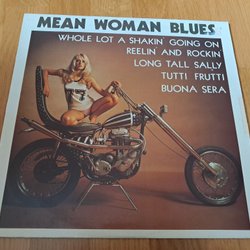 MEAN WOMAN BLUES
WHOLE LOT A SHAKIN GOING ON
REELIN AND ROCKIN
LONG TALL SALLY
TUTTI FRUTTI
BUONA SERA